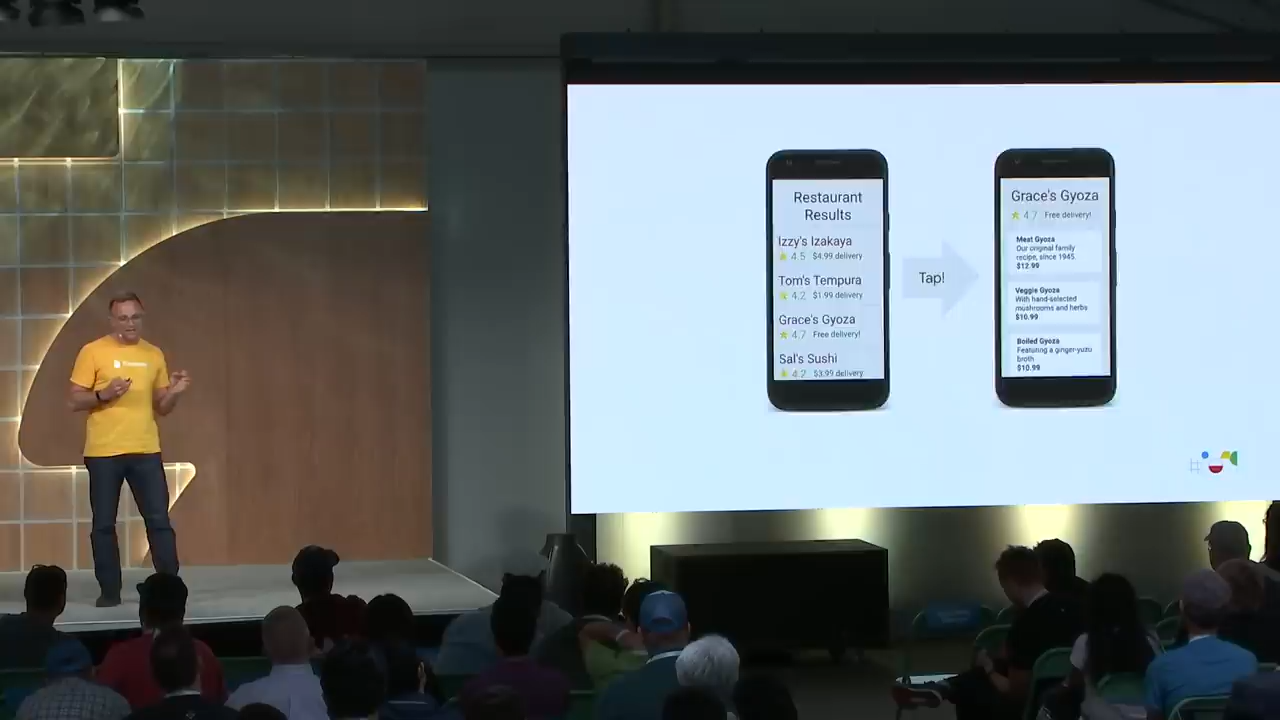 Restaurant
Results
Izzy's Izakaya
4.5 $4.99 delivery
Tom's Tempura
4.2 $1.99 delivery
Grace's Gyoza
4.7 Free delivery!
Sal's Sushi
4.2 $3.99 delivery
Tap!
Grace's Gyoza
4.7 Free delivery!
Meat Gyoza
Our original family
recipe, since 1945.
$12.99
Veggie Gyoza
With hand-selected
mushrooms and herbs
$10.99
Boiled Gyoza
Featuring a ginger-yuzu
broth
$10.99
#